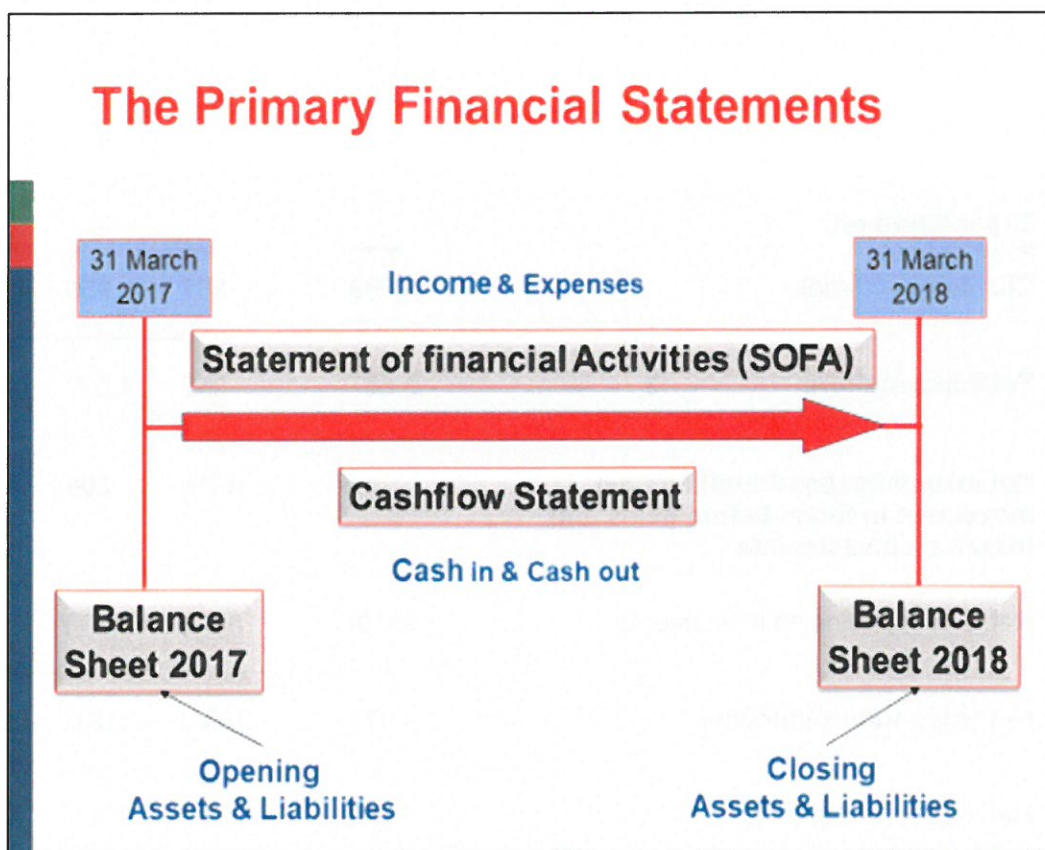 The Primary Financial Statements
31 March
2017
Income & Expenses
31 March
2018
Statement of financial Activities (SOFA)
Cashflow Statement
Cash in & Cash out
Balance
Sheet 2017
Balance
Sheet 2018
Opening
Assets & Liabilities
Closing
Assets & Liabilities